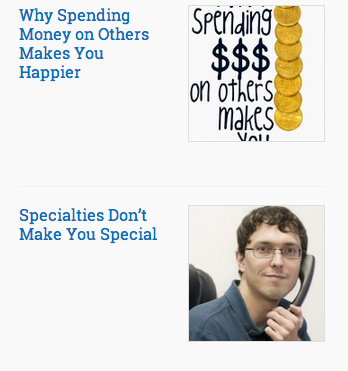 Why Spending
Money on Others
Makes You
Happier
Spending
$$$
on others
makes
You
Specialties Don't
Make You Special